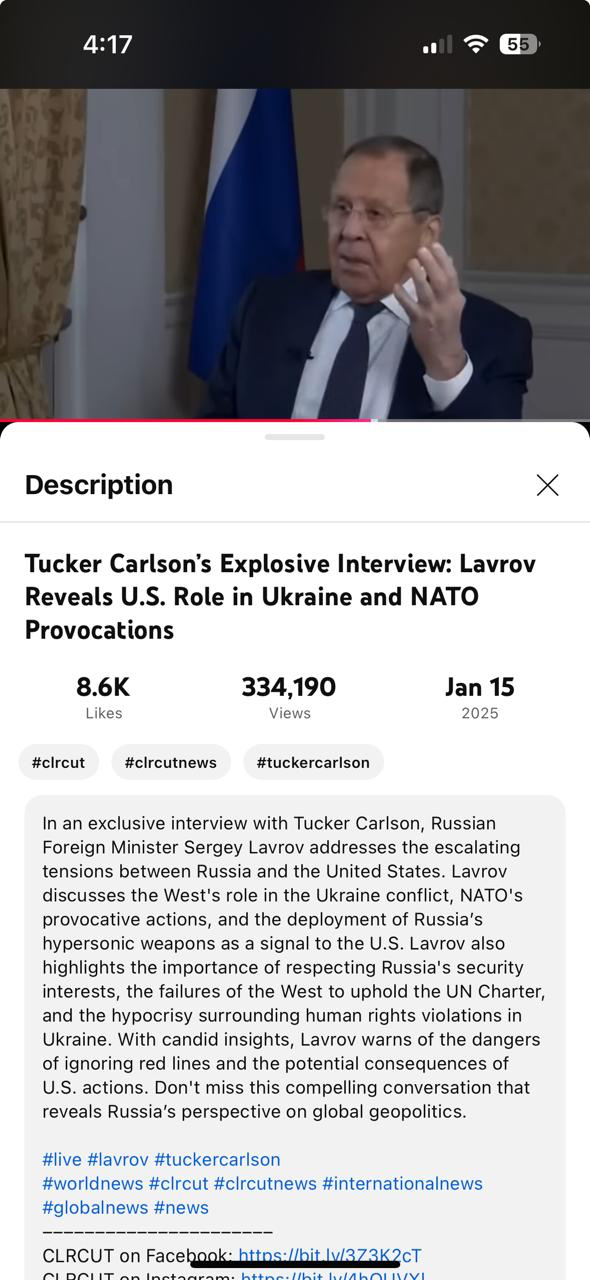 4:17
55
Description
Tucker Carlson’s Explosive Interview: Lavrov
Reveals U.S. Role in Ukraine and NATO
Provocations
8.6K 334,190 Jan 15
Likes Views 2025
#clrcut #clrcutnews #tuckercarlson
In an exclusive interview with Tucker Carlson, Russian
Foreign Minister Sergey Lavrov addresses the escalating
tensions between Russia and the United States. Lavrov
discusses the West's role in the Ukraine conflict, NATO's
provocative actions, and the deployment of Russia’s
hypersonic weapons as a signal to the U.S. Lavrov also
highlights the importance of respecting Russia's security
interests, the failures of the West to uphold the UN Charter,
and the hypocrisy surrounding human rights violations in
Ukraine. With candid insights, Lavrov warns of the dangers
of ignoring red lines and the potential consequences of
U.S. actions. Don't miss this compelling conversation that
reveals Russia’s perspective on global geopolitics.
#live #lavrov #tuckercarlson
#worldnews #clrcut #clrcutnews #internationalnews
#globalnews #news
––––––––––––––––––––––
CLRCUT on Facebook: https://bit.ly/3Z3K2cT
CLRCUT on Instagram: